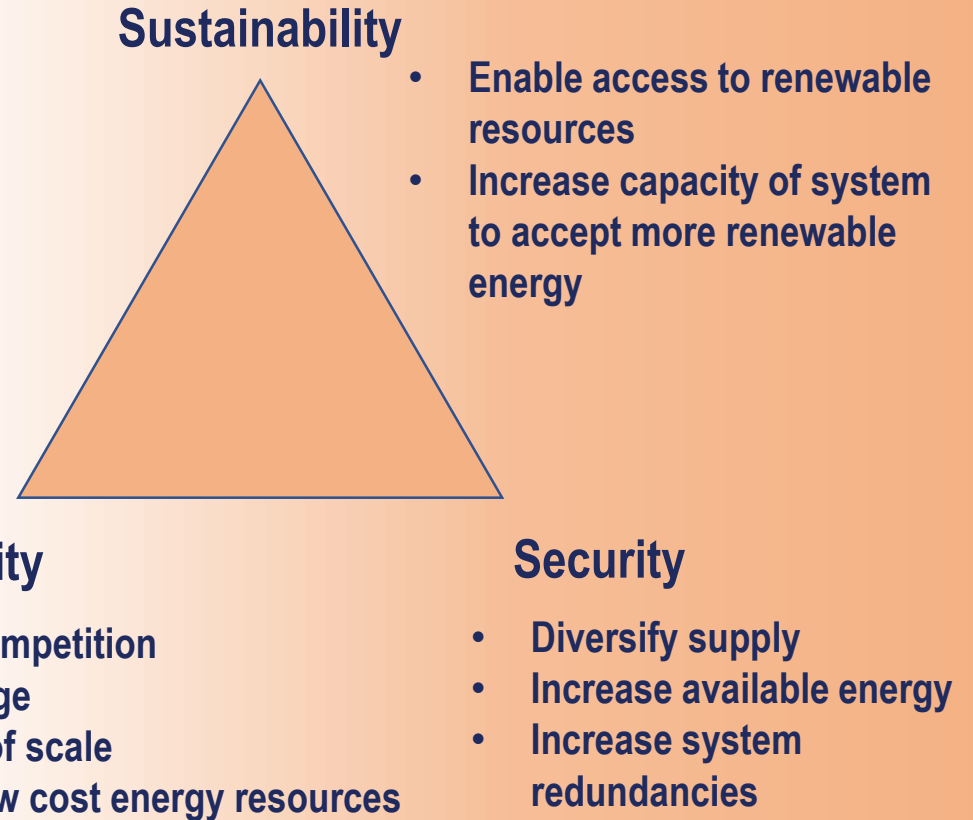 Sustainability
• Enable access to renewable
resources
• Increase capacity of system
to accept more renewable
energy
ity
mpetition
ge
of scale
w cost energy resources
Security
• Diversify supply
• Increase available energy
• Increase system
redundancies